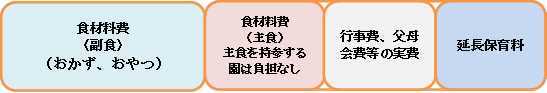 食材料費
〈副食〉
（おかず、おやつ）
食材料費
〈主食〉
主食を持参する
園は負担なし
行事費、父母
会費等の実費
延長保育料